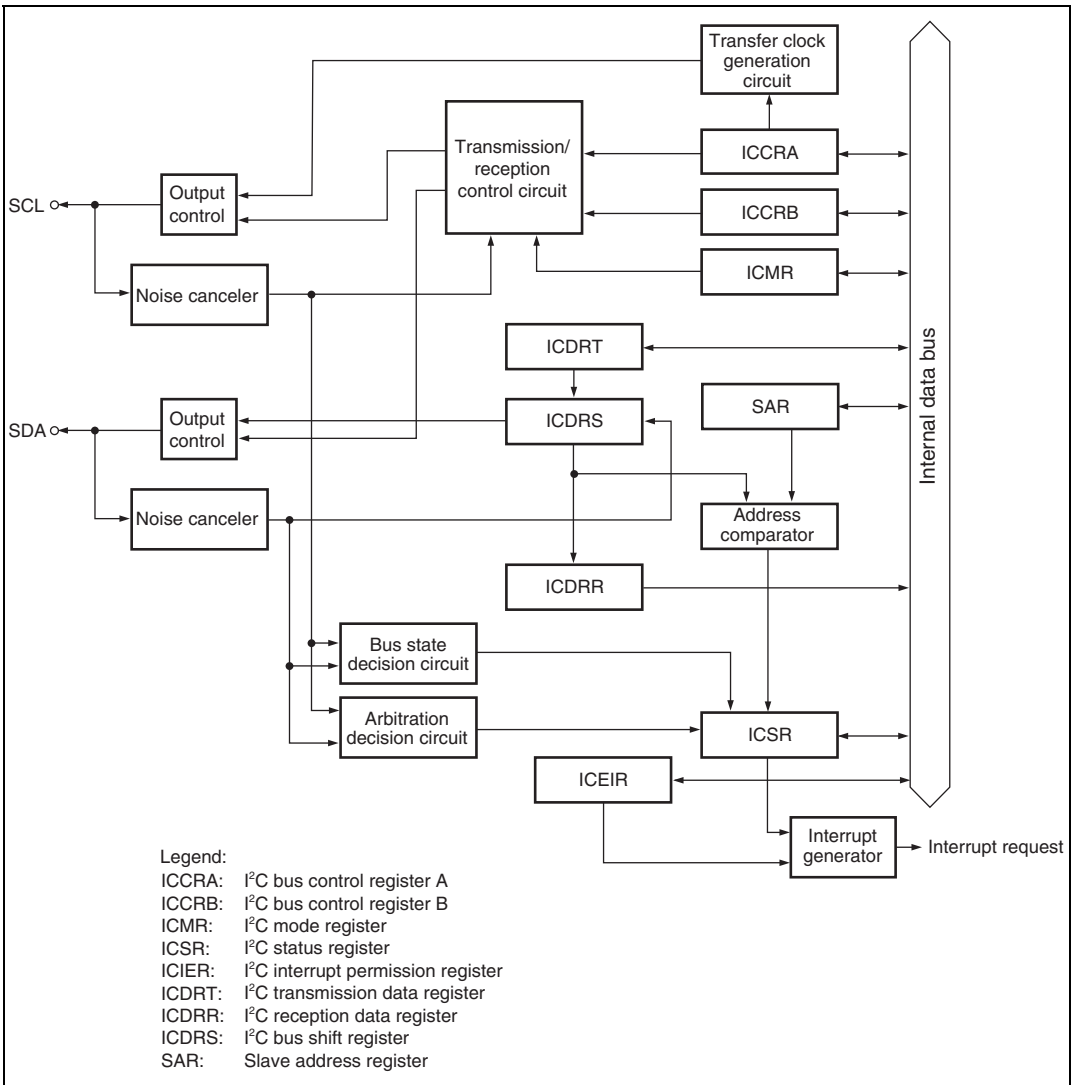 Transfer clock
generation
circuit
Transmission/
reception
control circuit
ICCRA
SCL
Output
control
ICCRB
ICMR
Noise canceler
ICDRT
Internal data bus
SAR
SDA
Output
control
ICDRS
Noise canceler
Address
comparator
ICDRR
Bus state
decision circuit
Arbitration
decision circuit
ICSR
ICEIR
Interrupt
generator
Interrupt request
Legend:
ICCRA: I²C bus control register A
ICCRB: I²C bus control register B
ICMR: I²C mode register
ICSR: I²C status register
ICIER: I²C interrupt permission register
ICDRT: I²C transmission data register
ICDRR: I²C reception data register
ICDRS: I²C bus shift register
SAR: Slave address register